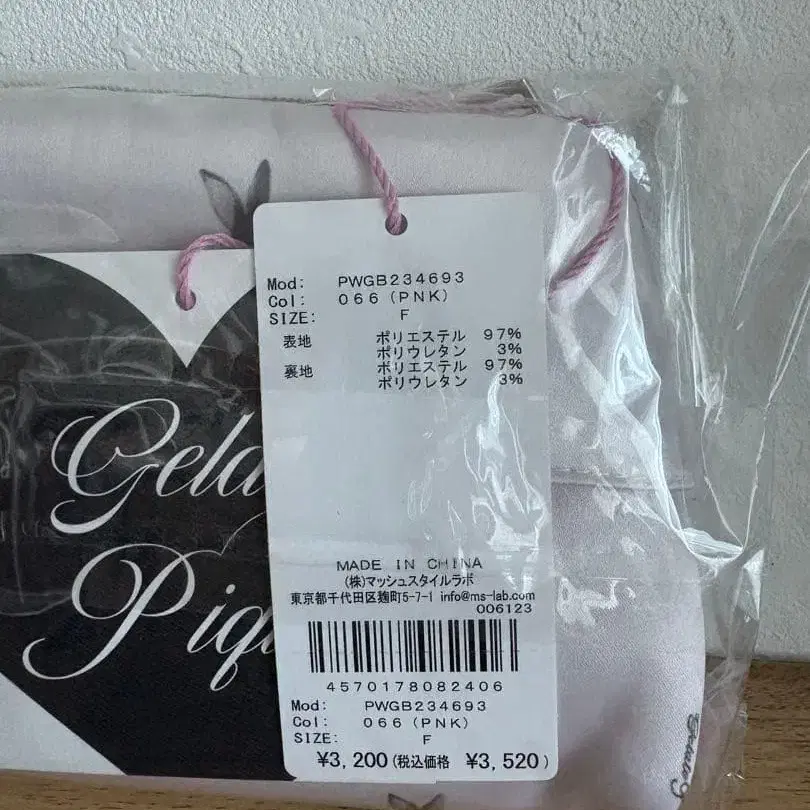 Mod: PWGB234693
Col: 066 (PNK)
SIZE: F
表地 ポリエステル 97%
ポリウレタン 3%
裏地 ポリエステル 97%
ポリウレタン 3%
MADE IN CHINA
(株)マッシュスタイルラボ
東京都千代田区麹町5-7-1 info@ms-lab.com
006123
4570178082406
Mod: PWGB234693
Col: 066 (PNK)
SIZE: F
¥3,200(税込価格 ¥3,520)
Gela
Piqu